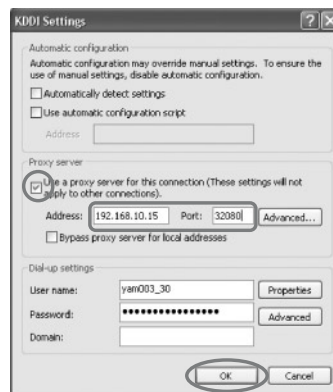 KDDI Settings
Automatic configuration
Automatic configuration may override manual settings. To ensure the
use of manual settings, disable automatic configuration.
Automatically detect settings
Use automatic configuration script
Address
Proxy server
Use a proxy server for this connection (These settings will not
apply to other connections).
Address: 192.168.10.15 Port: 32080 Advanced...
Bypass proxy server for local addresses
Dial-up settings
User name: yam003_30 Properties
Password: •••••••••••••••• Advanced
Domain:
OK Cancel